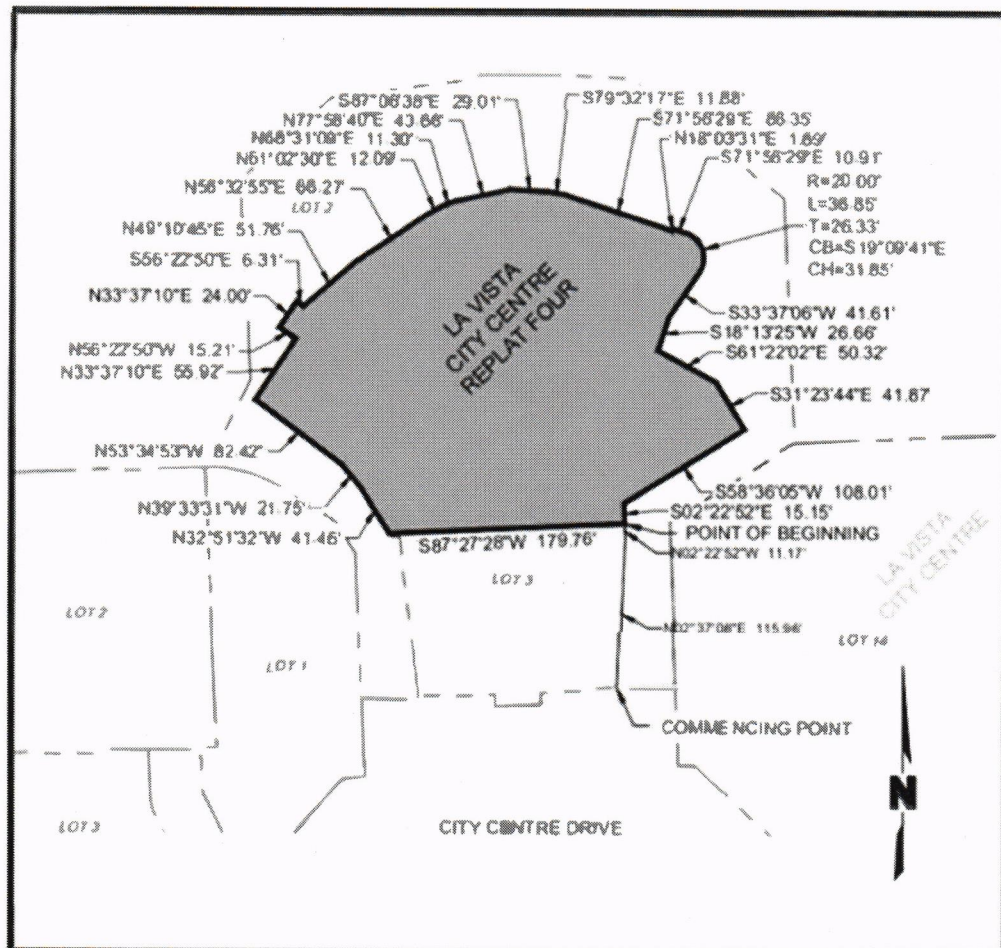 S87°06'38"E 29.01'
N77°58'40"E 43.66'
N68°31'09"E 11.30'
N61°02'30"E 12.09'
N56°32'55"E 66.27'
LOT 2
N49°10'45"E 51.76'
S56°22'50"E 6.31'
N33°37'10"E 24.00'
N56°22'50"W 15.21'
N33°37'10"E 55.92'
N53°34'53"W 82.42'
N39°33'31"W 21.75'
N32°51'32"W 41.46'
S79°32'17"E 11.88'
S71°56'29"E 86.35'
N18°03'31"E 1.89'
S71°56'29"E 10.91'
R=20.00'
L=36.85'
T=26.33'
CB=S19°09'41"E
CH=31.85'
S33°37'06"W 41.61'
S18°13'25"W 26.66'
S61°22'02"E 50.32'
S31°23'44"E 41.87'
S58°36'05"W 108.01'
S02°22'52"E 15.15'
POINT OF BEGINNING
N02°22'52"W 11.17'
LA VISTA
CITY CENTRE
REPLAT FOUR
S87°27'28"W 179.76'
LOT 3
N02°37'08"E 115.96'
LA VISTA
CITY CENTRE
LOT 14
LOT 2
LOT 1
COMMENCING POINT
LOT 3
CITY CENTRE DRIVE
N